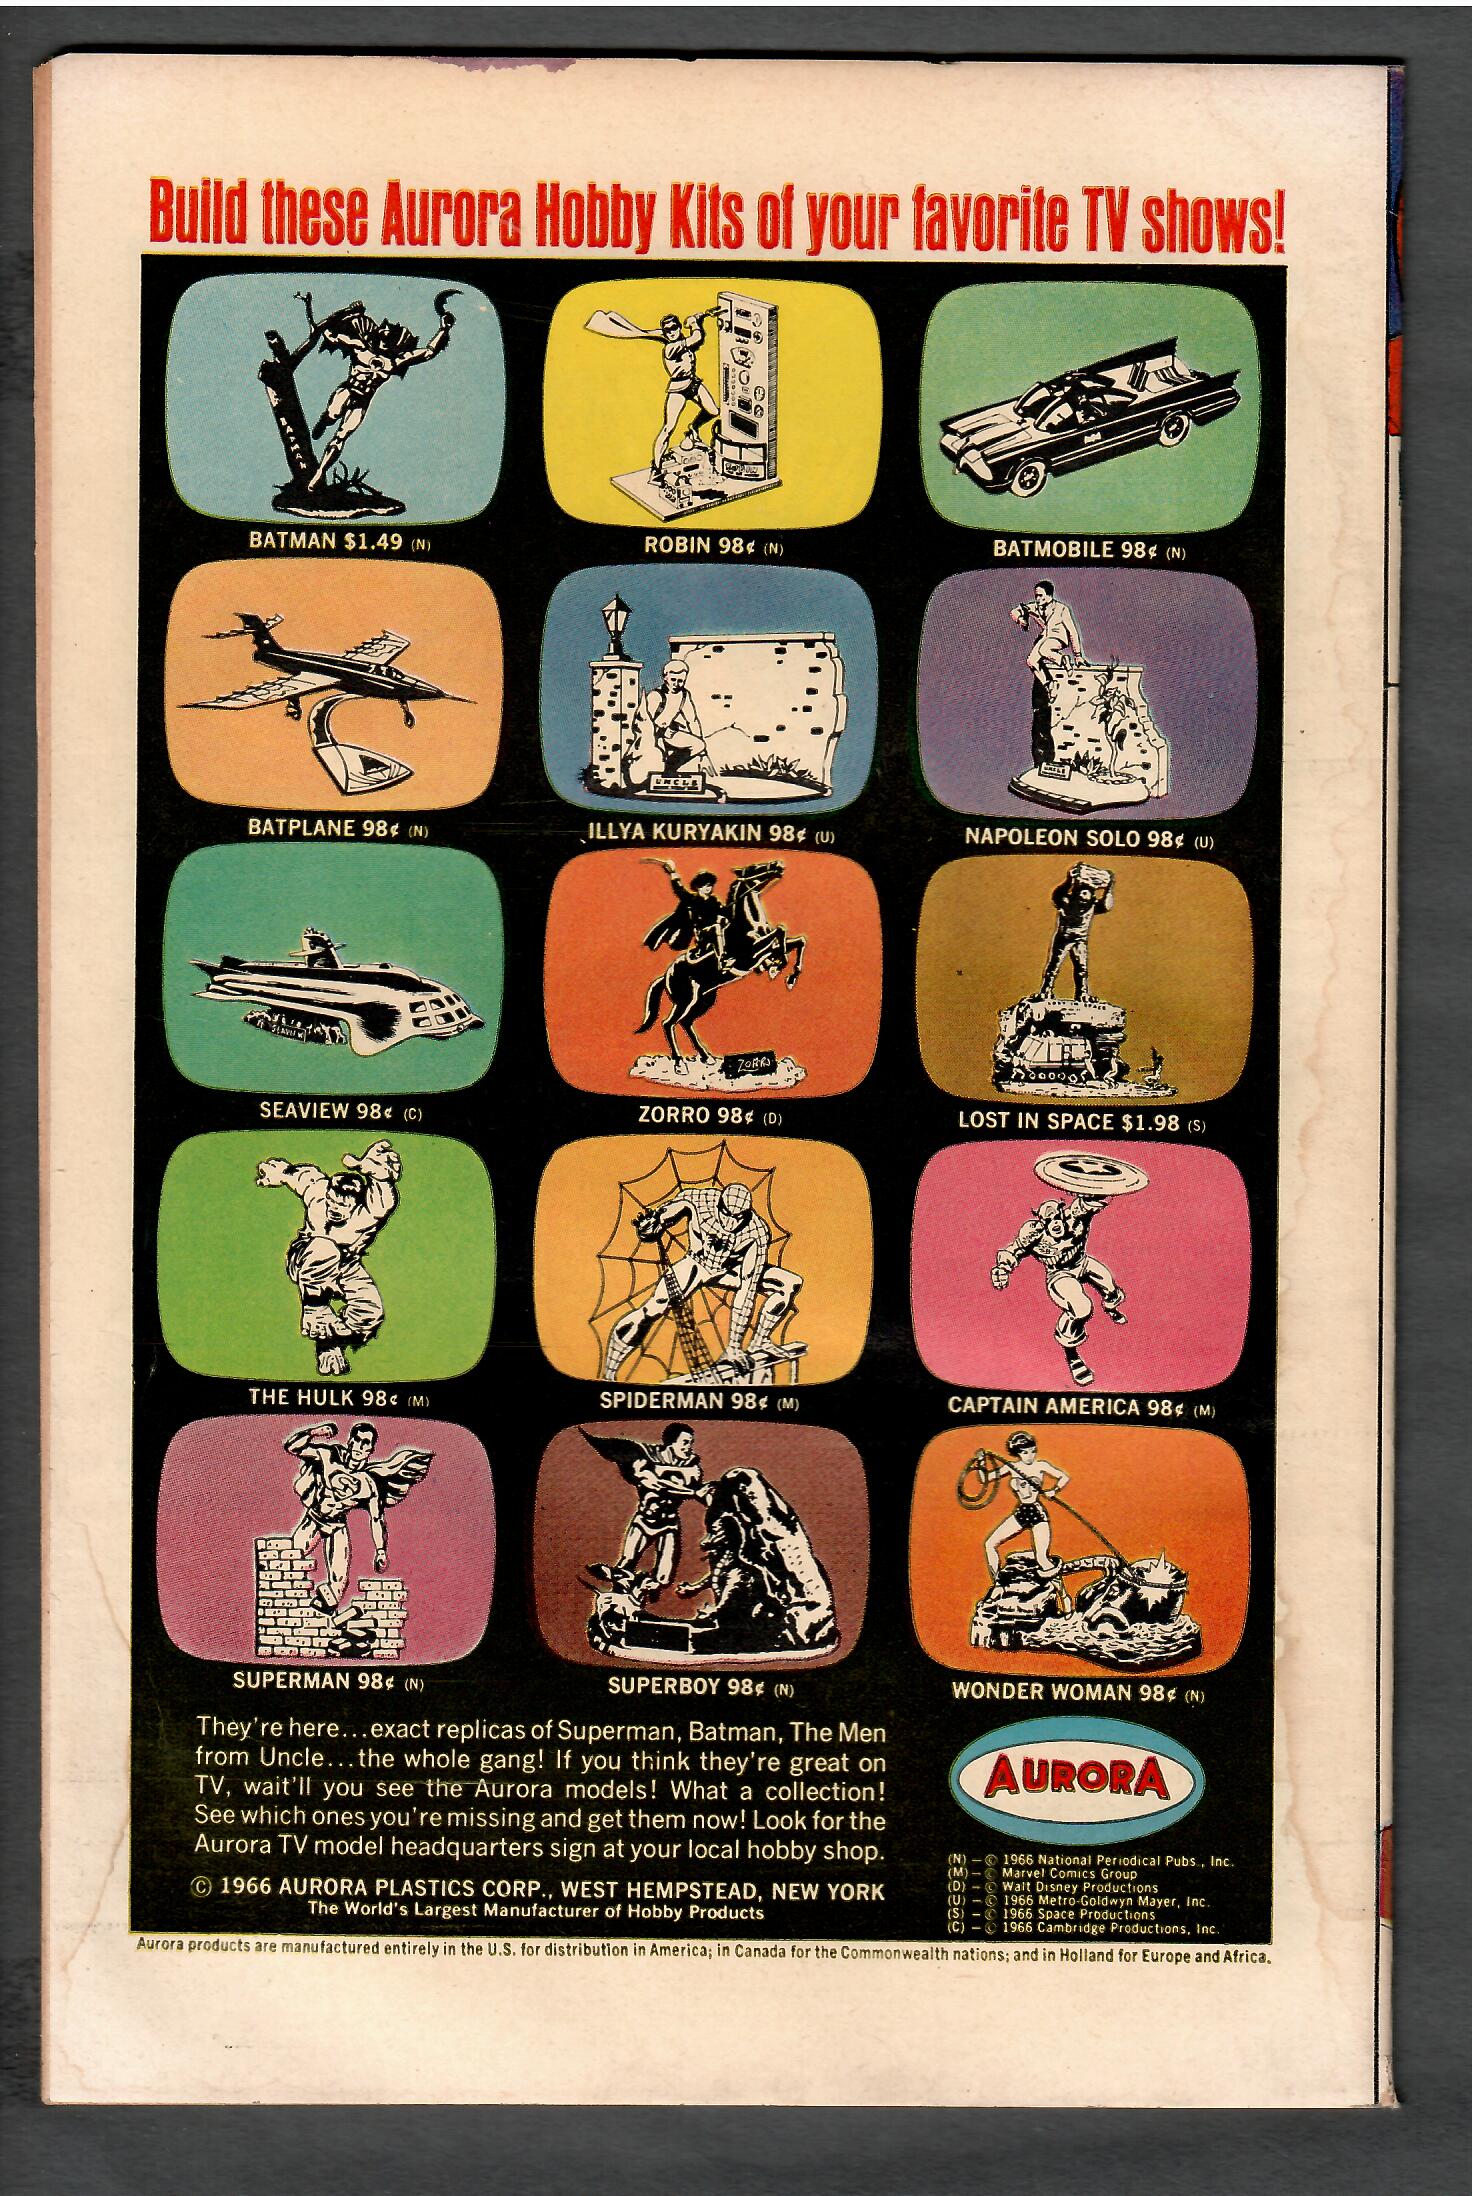 Build these Aurora Hobby Kits of your favorite TV shows!
BATMAN
BATMAN $1.49 (N)
ROBIN 98¢ (N)
BATMOBILE 98¢ (N)
BATPLANE 98¢ (N)
UNCLE
ILLYA KURYAKIN 98¢ (U)
UNCLE
NAPOLEON SOLO 98¢ (U)
SEAVIEW
SEAVIEW 98¢ (C)
ZORRO
ZORRO 98¢ (D)
LOST IN SPACE
LOST IN SPACE $1.98 (S)
THE HULK 98¢ (M)
SPIDERMAN 98¢ (M)
CAPTAIN AMERICA 98¢ (M)
SUPERMAN 98¢ (N)
SUPERBOY 98¢ (N)
WONDER WOMAN 98¢ (N)
They're here...exact replicas of Superman, Batman, The Men
from Uncle...the whole gang! If you think they're great on
TV, wait'll you see the Aurora models! What a collection!
See which ones you're missing and get them now! Look for the
Aurora TV model headquarters sign at your local hobby shop.
© 1966 AURORA PLASTICS CORP., WEST HEMPSTEAD, NEW YORK
The World's Largest Manufacturer of Hobby Products
AURORA
(N) – © 1966 National Periodical Pubs., Inc.
(M) – © Marvel Comics Group
(D) – © Walt Disney Productions
(U) – © 1966 Metro-Goldwyn Mayer, Inc.
(S) – © 1966 Space Productions
(C) – © 1966 Cambridge Productions, Inc.
Aurora products are manufactured entirely in the U.S. for distribution in America; in Canada for the Commonwealth nations; and in Holland for Europe and Africa.